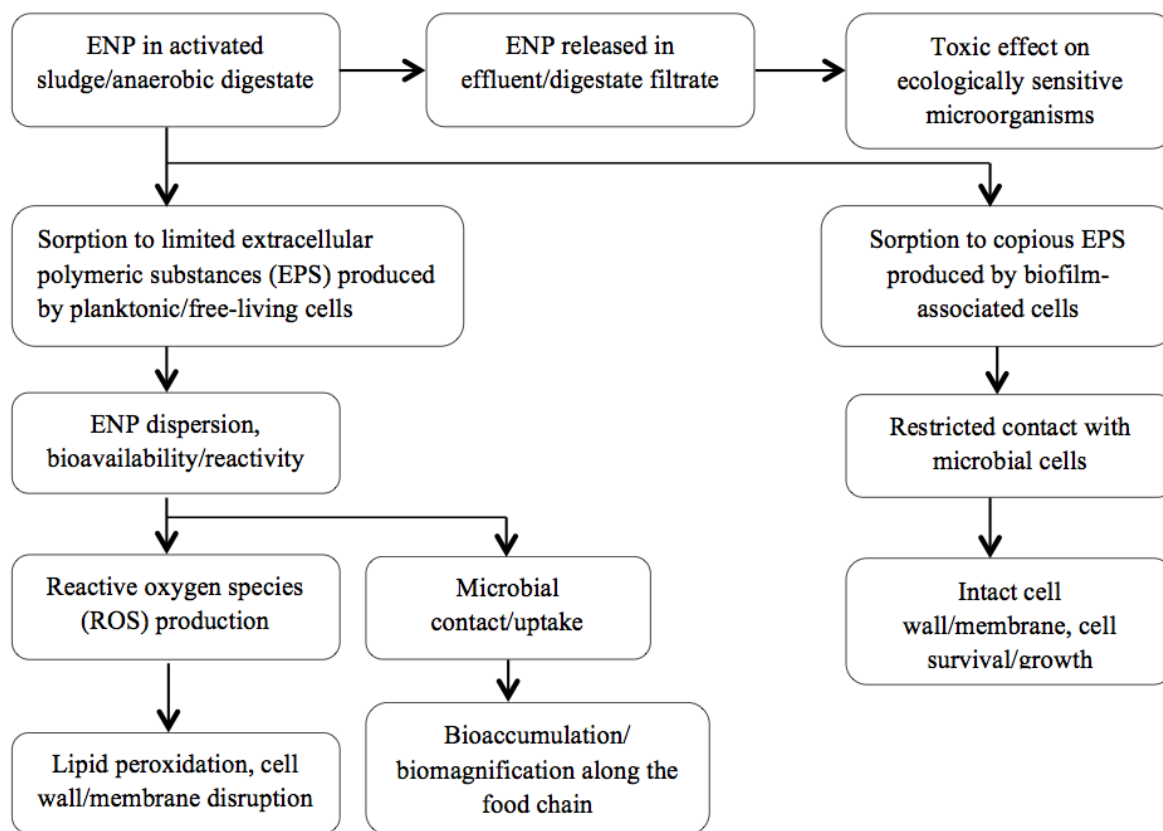 ENP in activated
sludge/anaerobic digestate
ENP released in
effluent/digestate filtrate
Toxic effect on
ecologically sensitive
microorganisms
Sorption to limited extracellular
polymeric substances (EPS) produced
by planktonic/free-living cells
Sorption to copious EPS
produced by biofilm-
associated cells
ENP dispersion,
bioavailability/reactivity
Restricted contact with
microbial cells
Reactive oxygen species
(ROS) production
Microbial
contact/uptake
Intact cell
wall/membrane, cell
survival/growth
Lipid peroxidation, cell
wall/membrane disruption
Bioaccumulation/
biomagnification along the
food chain